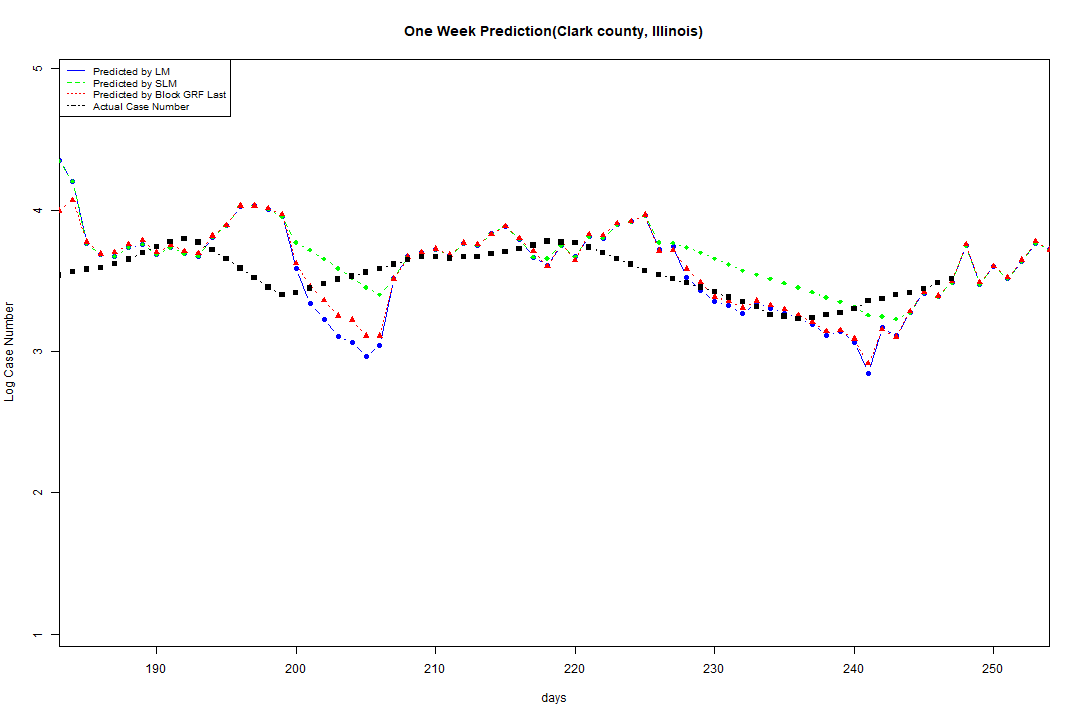 One Week Prediction(Clark county, Illinois)
Predicted by LM
Predicted by SLM
Predicted by Block GRF Last
Actual Case Number
5
4
3
2
1
Log Case Number
190 200 210 220 230 240 250
days